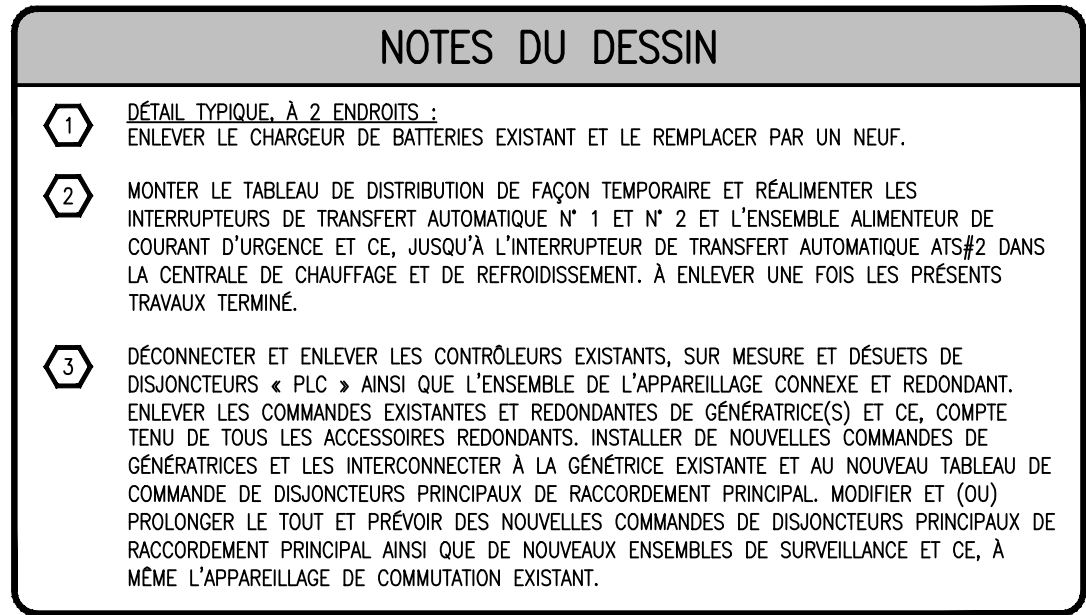 NOTES DU DESSIN
1
DÉTAIL TYPIQUE, À 2 ENDROITS :
ENLEVER LE CHARGEUR DE BATTERIES EXISTANT ET LE REMPLACER PAR UN NEUF.
2
MONTER LE TABLEAU DE DISTRIBUTION DE FAÇON TEMPORAIRE ET RÉALIMENTER LES
INTERRUPTEURS DE TRANSFERT AUTOMATIQUE N° 1 ET N° 2 ET L'ENSEMBLE ALIMENTEUR DE
COURANT D'URGENCE ET CE, JUSQU'À L'INTERRUPTEUR DE TRANSFERT AUTOMATIQUE ATS#2 DANS
LA CENTRALE DE CHAUFFAGE ET DE REFROIDISSEMENT. À ENLEVER UNE FOIS LES PRÉSENTS
TRAVAUX TERMINÉ.
3
DÉCONNECTER ET ENLEVER LES CONTRÔLEURS EXISTANTS, SUR MESURE ET DÉSUETS DE
DISJONCTEURS « PLC » AINSI QUE L'ENSEMBLE DE L'APPAREILLAGE CONNEXE ET REDONDANT.
ENLEVER LES COMMANDES EXISTANTES ET REDONDANTES DE GÉNÉRATRICE(S) ET CE, COMPTE
TENU DE TOUS LES ACCESSOIRES REDONDANTS. INSTALLER DE NOUVELLES COMMANDES DE
GÉNÉRATRICES ET LES INTERCONNECTER À LA GÉNÉTRICE EXISTANTE ET AU NOUVEAU TABLEAU DE
COMMANDE DE DISJONCTEURS PRINCIPAUX DE RACCORDEMENT PRINCIPAL. MODIFIER ET (OU)
PROLONGER LE TOUT ET PRÉVOIR DES NOUVELLES COMMANDES DE DISJONCTEURS PRINCIPAUX DE
RACCORDEMENT PRINCIPAL AINSI QUE DE NOUVEAUX ENSEMBLES DE SURVEILLANCE ET CE, À
MÊME L'APPAREILLAGE DE COMMUTATION EXISTANT.